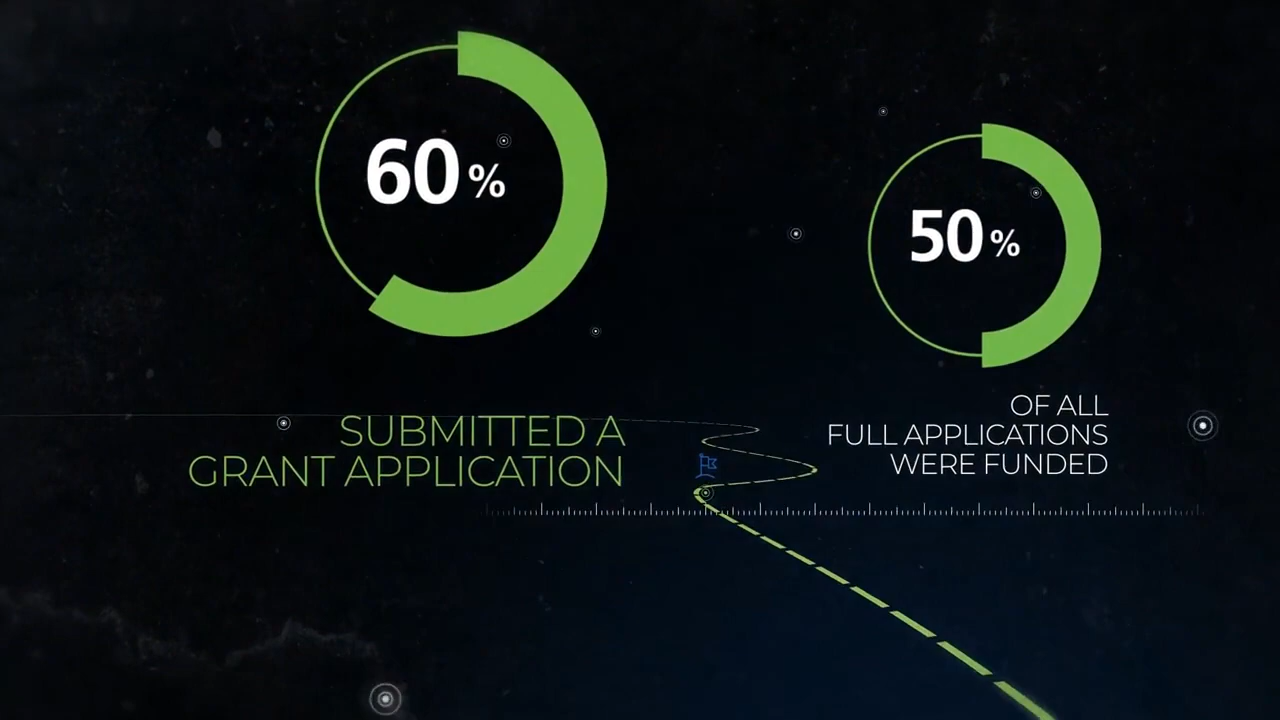 60%
SUBMITTED A
GRANT APPLICATION
50%
OF ALL
FULL APPLICATIONS
WERE FUNDED